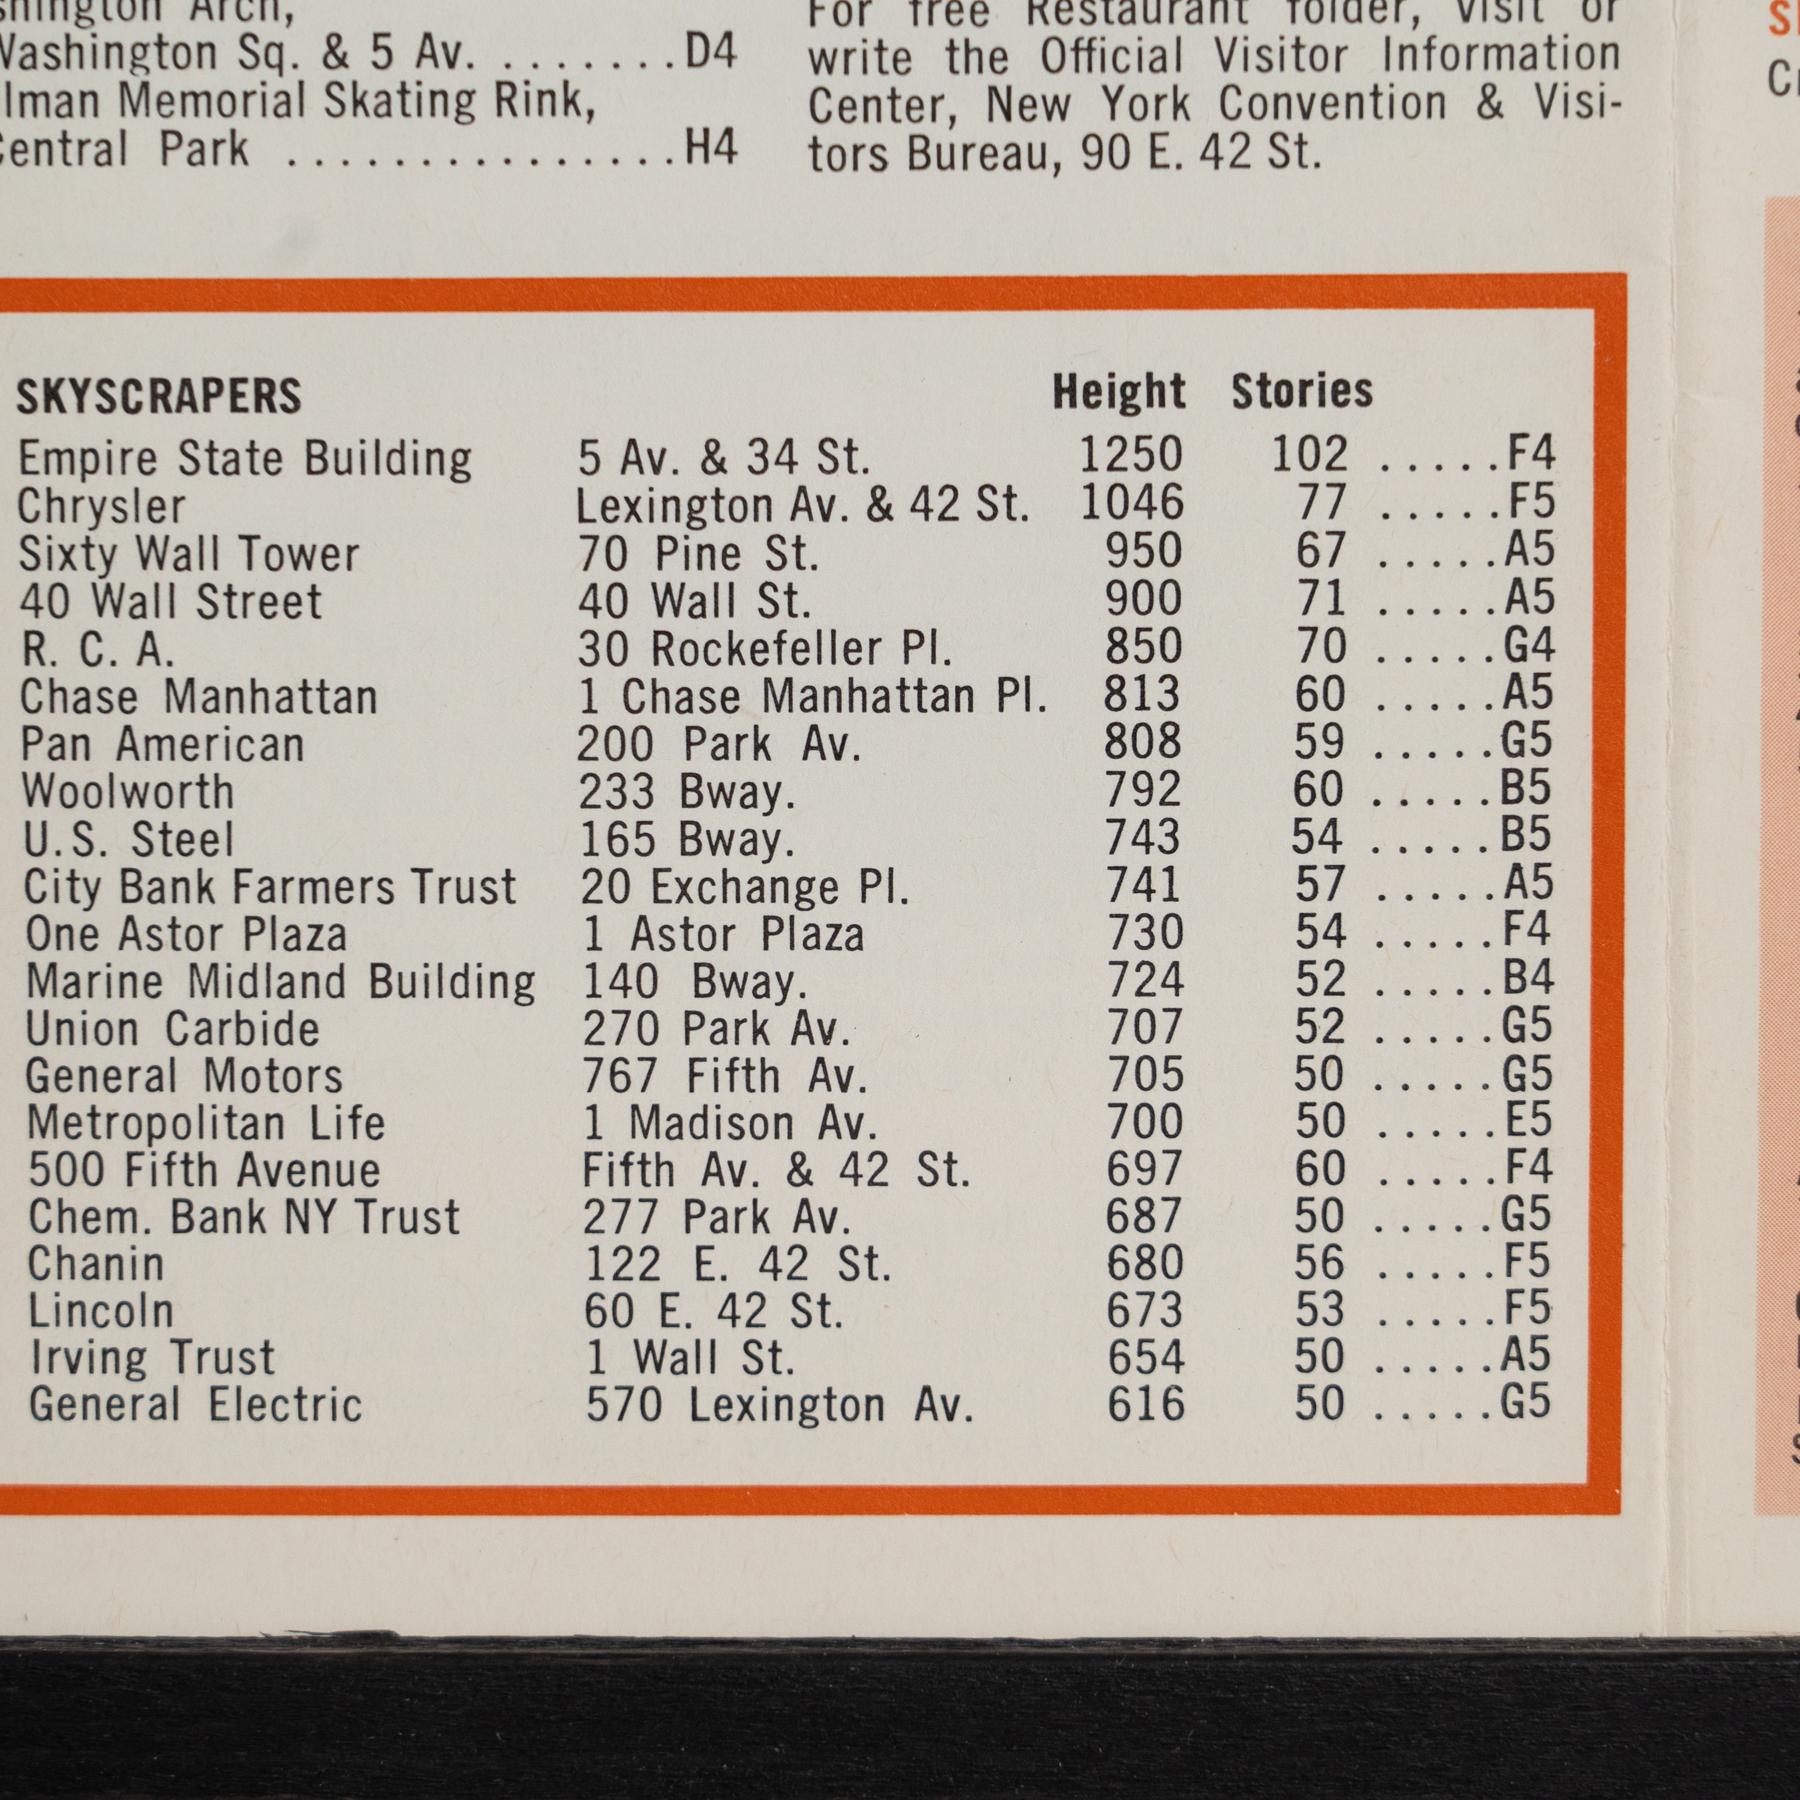 Arch,
Washington Sq. & 5 Av. ........D4
Memorial Skating Rink,
Central Park ...............H4
For free Restaurant folder, visit or
write the Official Visitor Information
Center, New York Convention & Visi-
tors Bureau, 90 E. 42 St.
SKYSCRAPERS Height Stories
Empire State Building 5 Av. & 34 St. 1250 102 .....F4
Chrysler Lexington Av. & 42 St. 1046 77 .....F5
Sixty Wall Tower 70 Pine St. 950 67 .....A5
40 Wall Street 40 Wall St. 900 71 .....A5
R. C. A. 30 Rockefeller Pl. 850 70 .....G4
Chase Manhattan 1 Chase Manhattan Pl. 813 60 .....A5
Pan American 200 Park Av. 808 59 .....G5
Woolworth 233 Bway. 792 60 .....B5
U.S. Steel 165 Bway. 743 54 .....B5
City Bank Farmers Trust 20 Exchange Pl. 741 57 .....A5
One Astor Plaza 1 Astor Plaza 730 54 .....F4
Marine Midland Building 140 Bway. 724 52 .....B4
Union Carbide 270 Park Av. 707 52 .....G5
General Motors 767 Fifth Av. 705 50 .....G5
Metropolitan Life 1 Madison Av. 700 50 .....E5
500 Fifth Avenue Fifth Av. & 42 St. 697 60 .....F4
Chem. Bank NY Trust 277 Park Av. 687 50 .....G5
Chanin 122 E. 42 St. 680 56 .....F5
Lincoln 60 E. 42 St. 673 53 .....F5
Irving Trust 1 Wall St. 654 50 .....A5
General Electric 570 Lexington Av. 616 50 .....G5